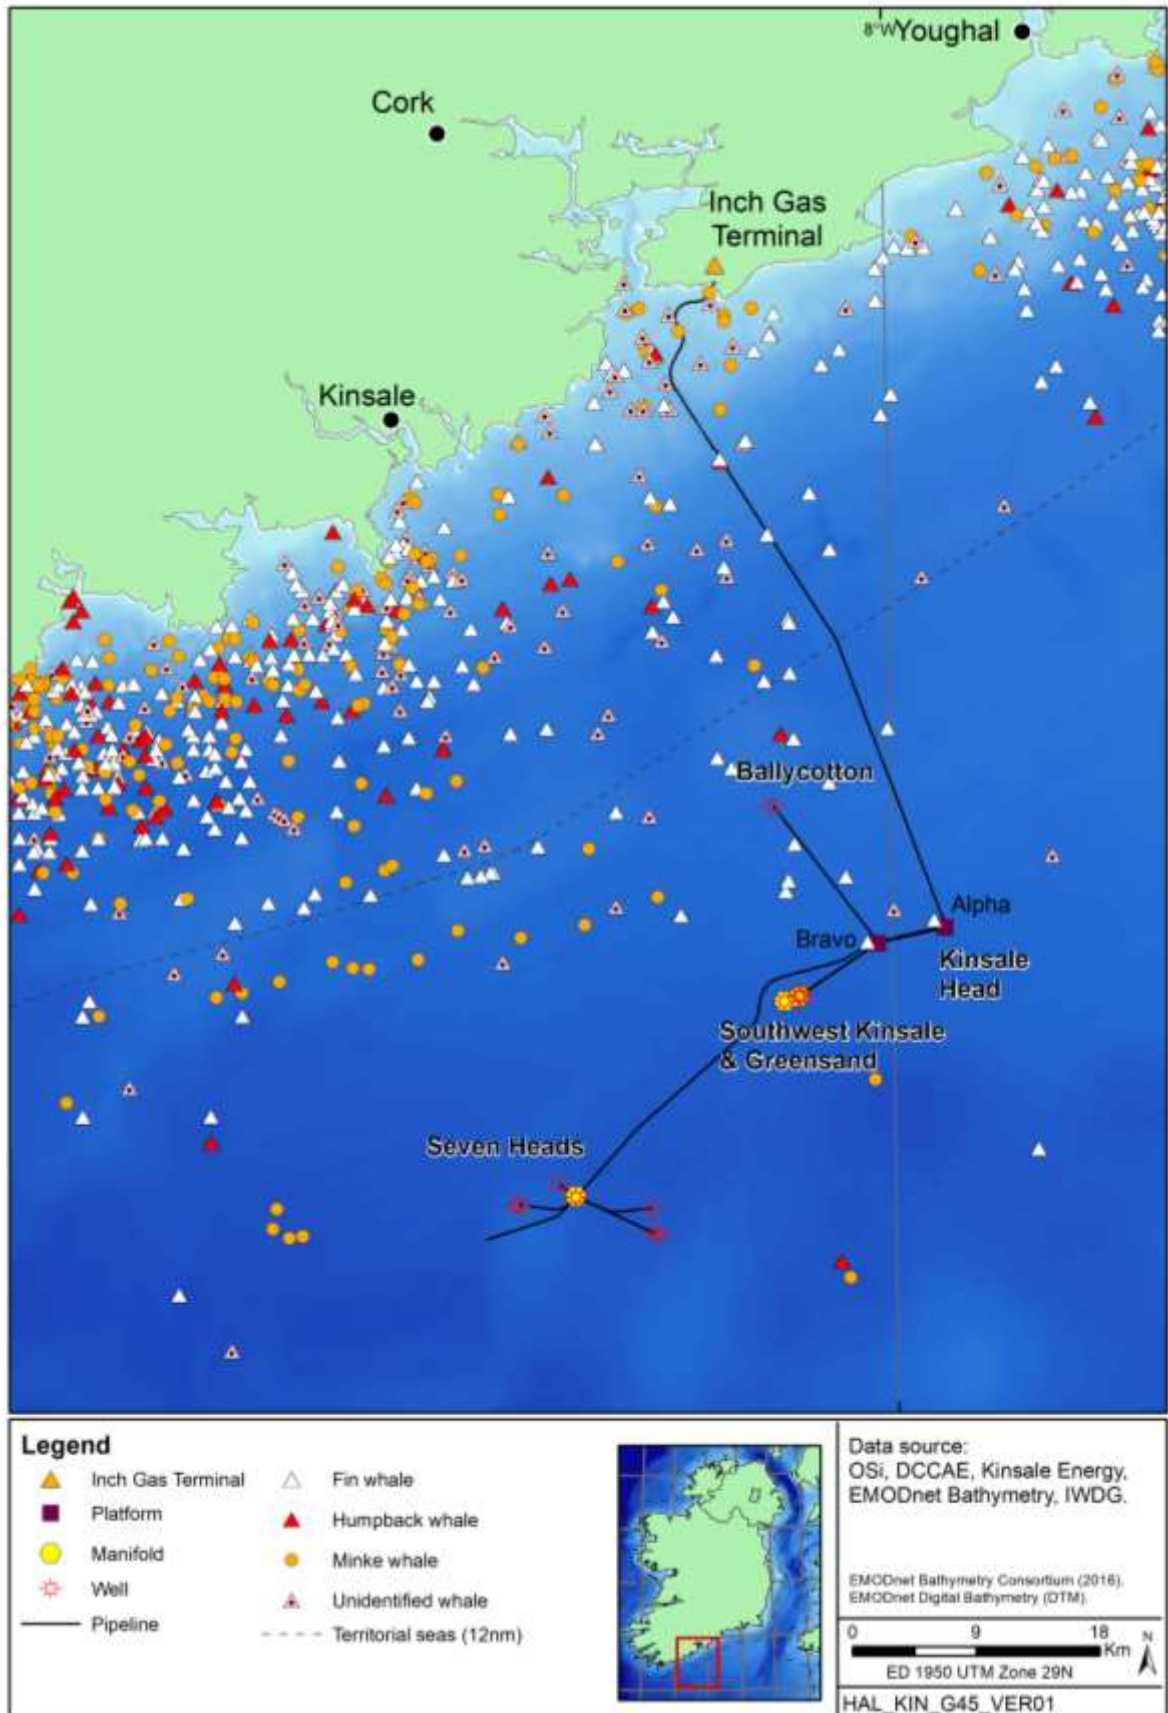 8°W
Youghal
Cork
Inch Gas
Terminal
Kinsale
Ballycotton
Alpha
Bravo
Kinsale
Head
Southwest Kinsale
& Greensand
Seven Heads
Legend
Inch Gas Terminal
Platform
Manifold
Well
Pipeline
Fin whale
Humpback whale
Minke whale
Unidentified whale
Territorial seas (12nm)
Data source:
OSi, DCCAE, Kinsale Energy,
EMODnet Bathymetry, IWDG.
EMODnet Bathymetry Consortium (2016).
EMODnet Digital Bathymetry (DTM).
0 9 18
Km
N
ED 1950 UTM Zone 29N
HAL_KIN_G45_VER01